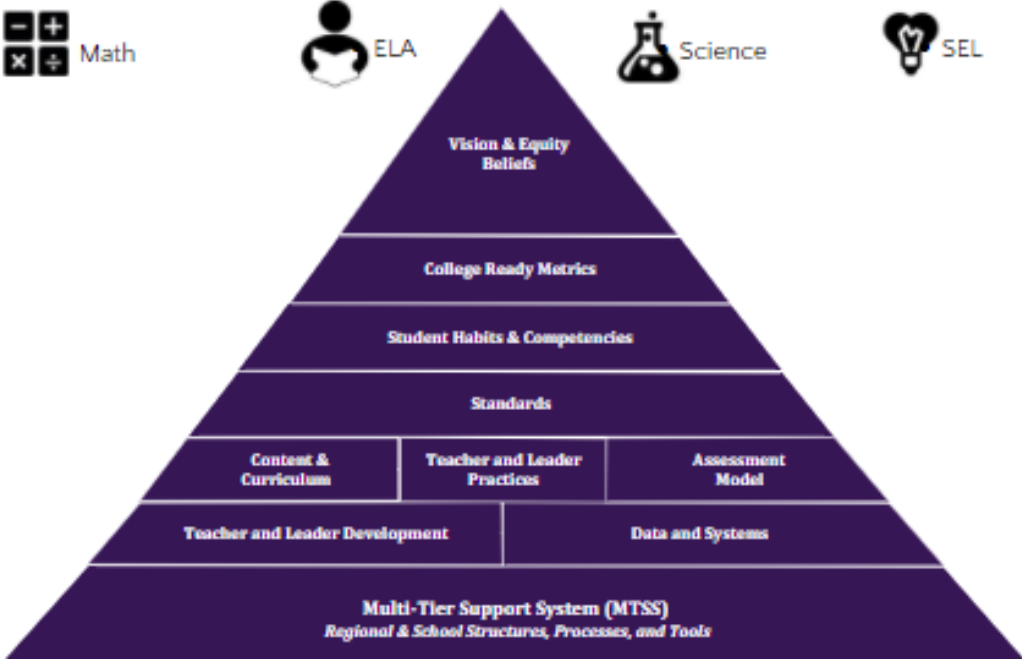 Math
ELA
Science
SEL
Vision & Equity
Beliefs
College Ready Metrics
Student Habits & Competencies
Standards
Content &
Curriculum
Teacher and Leader
Practices
Assessment
Model
Teacher and Leader Development
Data and Systems
Multi-Tier Support System (MTSS)
Regional & School Structures, Processes, and Tools